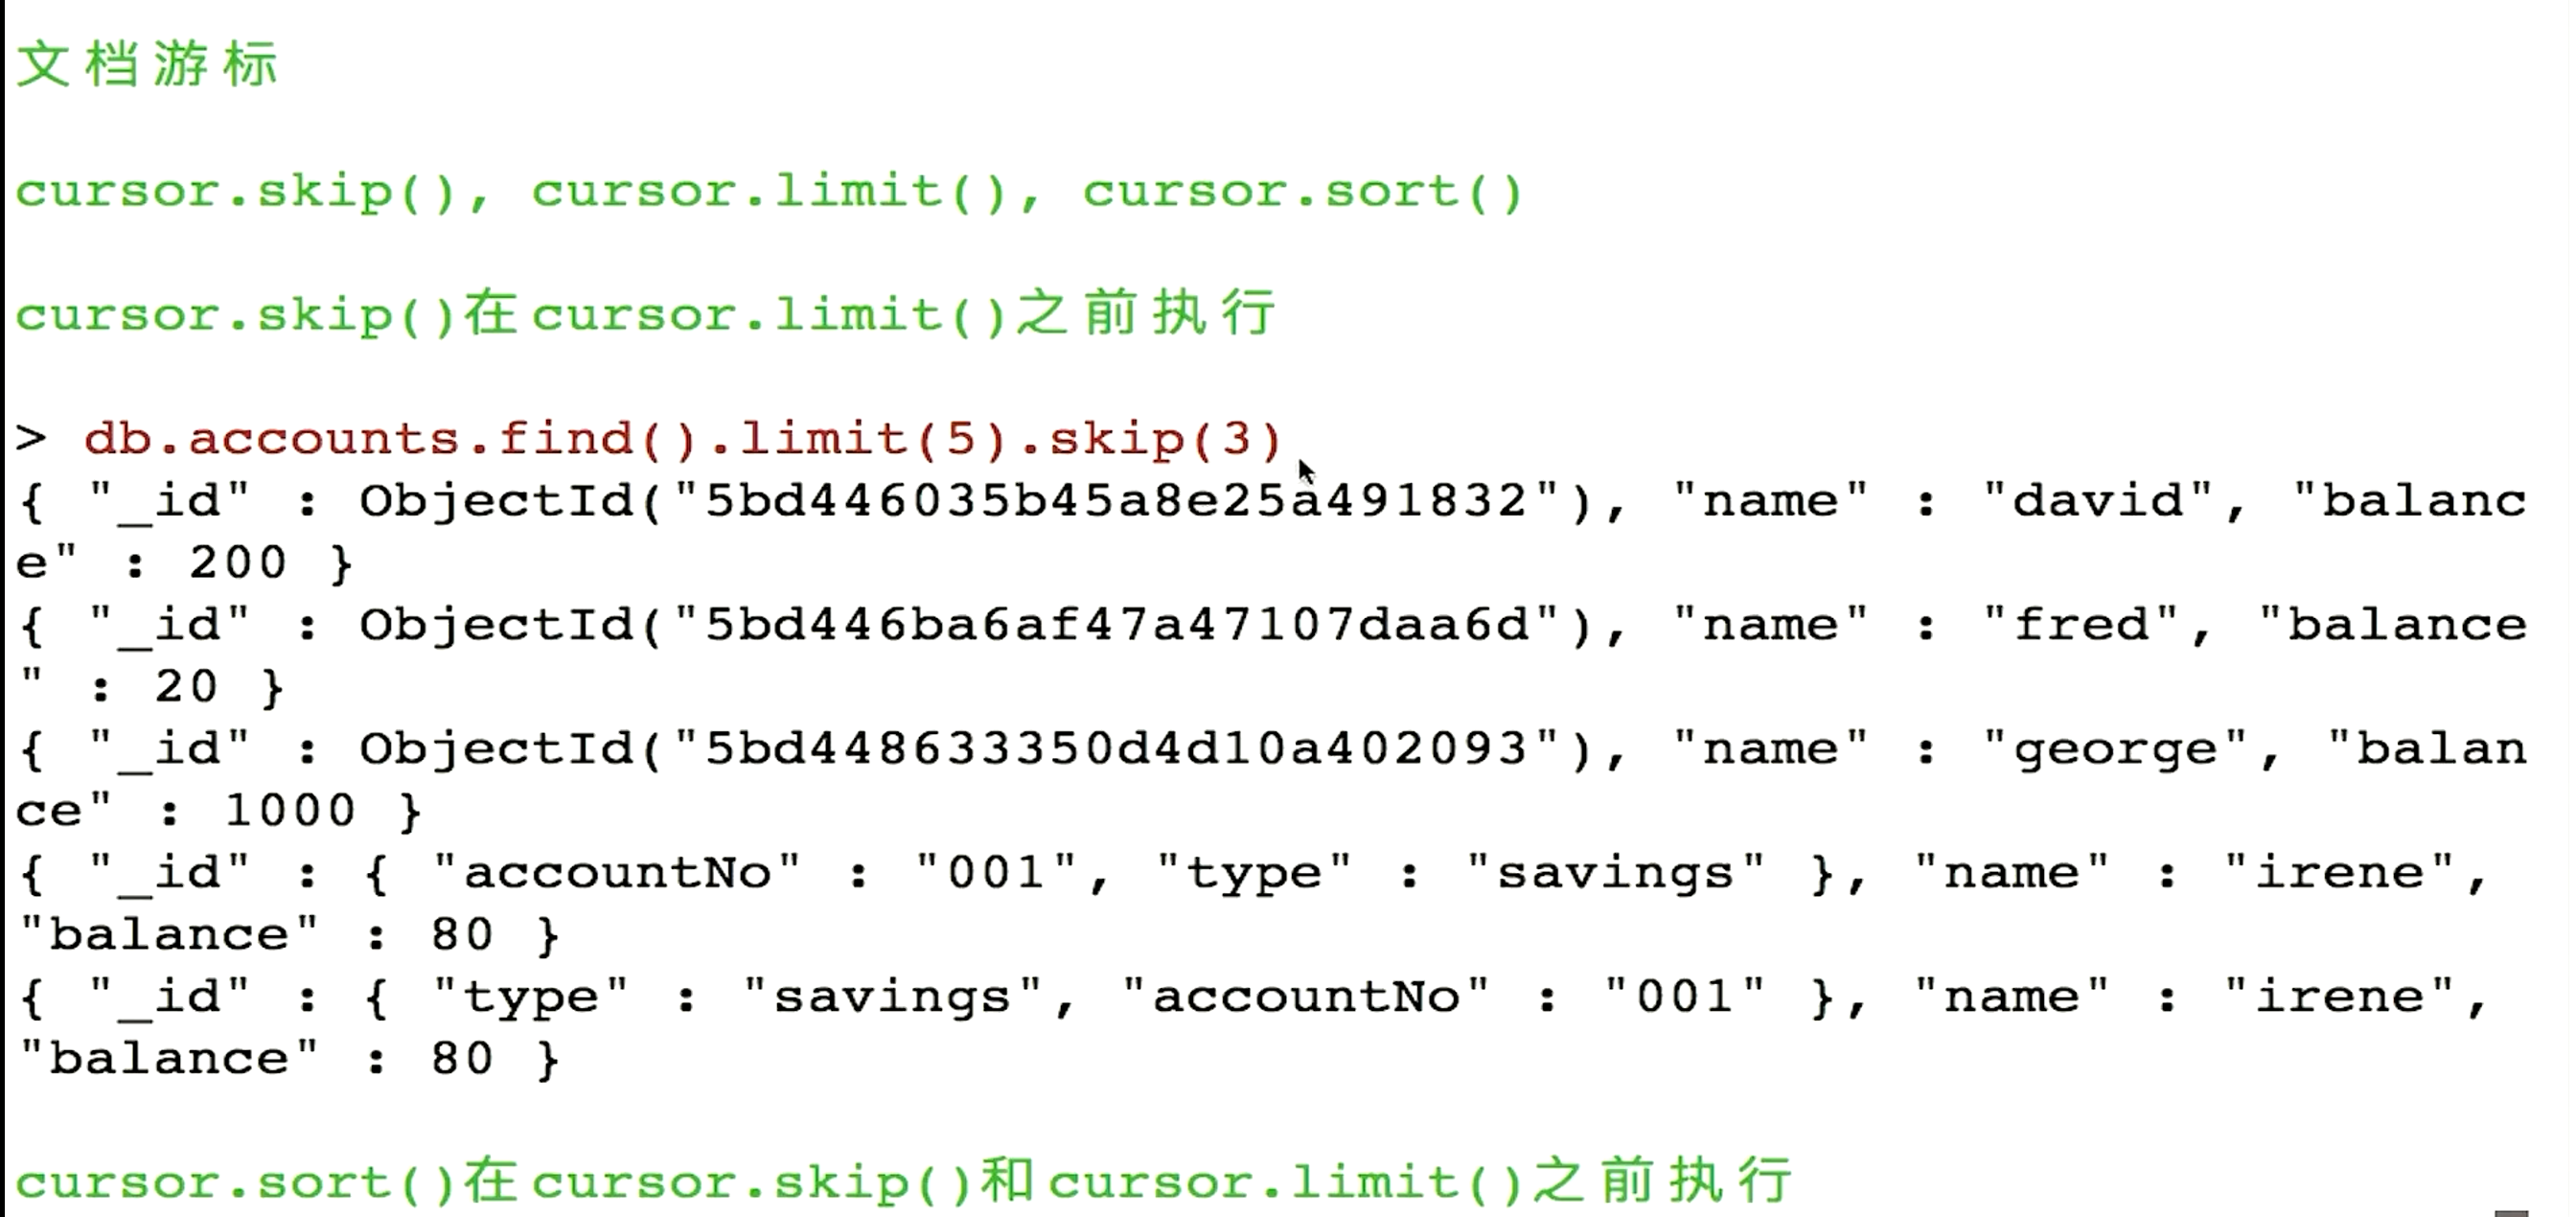 文档游标
cursor.skip(), cursor.limit(), cursor.sort()
cursor.skip()在cursor.limit()之前执行
> db.accounts.find().limit(5).skip(3)
{ "_id" : ObjectId("5bd446035b45a8e25a491832"), "name" : "david", "balanc
e" : 200 }
{ "_id" : ObjectId("5bd446ba6af47a47107daa6d"), "name" : "fred", "balance
" : 20 }
{ "_id" : ObjectId("5bd448633350d4d10a402093"), "name" : "george", "balan
ce" : 1000 }
{ "_id" : { "accountNo" : "001", "type" : "savings" }, "name" : "irene",
"balance" : 80 }
{ "_id" : { "type" : "savings", "accountNo" : "001" }, "name" : "irene",
"balance" : 80 }
cursor.sort()在cursor.skip()和cursor.limit()之前执行